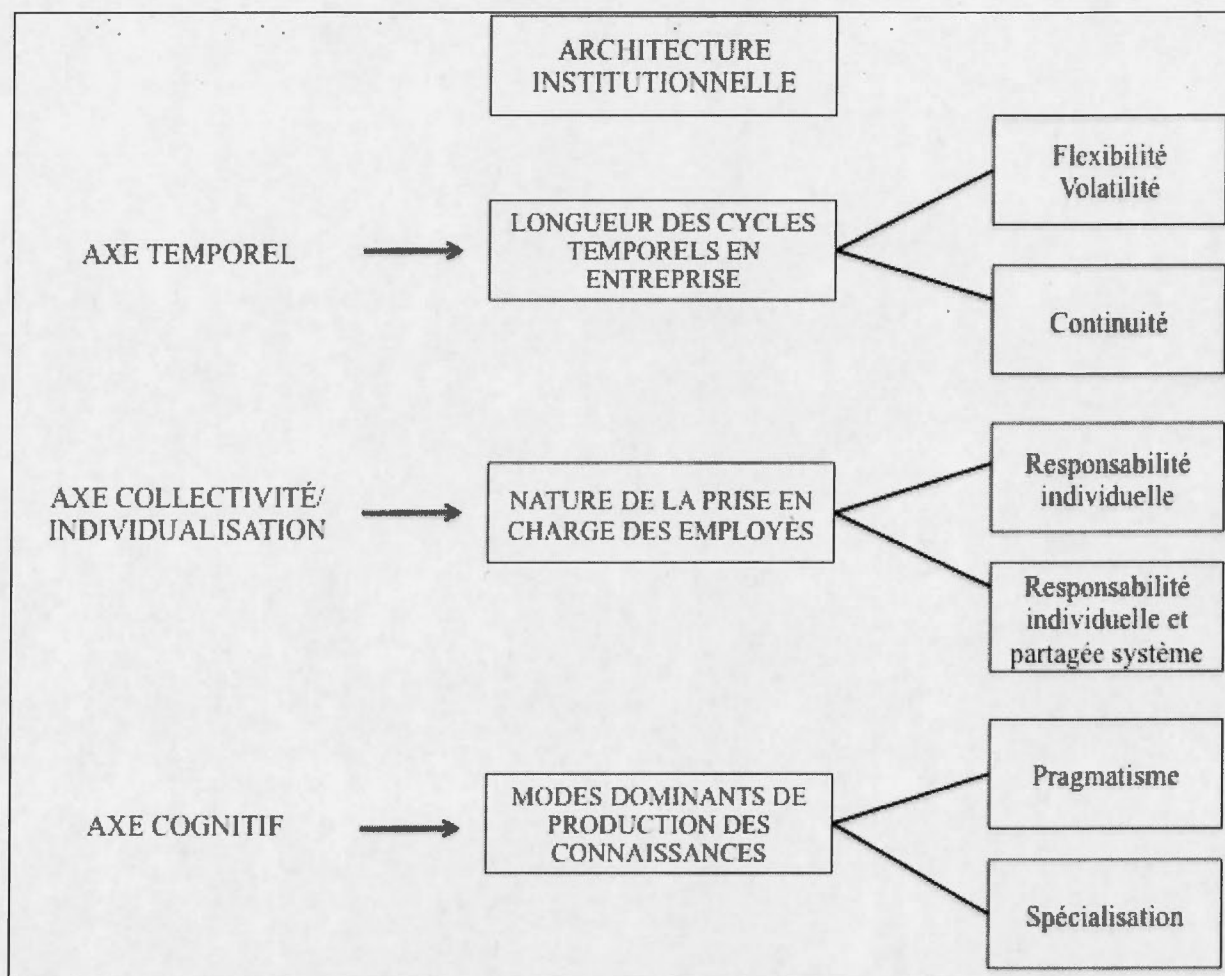 ARCHITECTURE
INSTITUTIONNELLE
AXE TEMPOREL
LONGUEUR DES CYCLES
TEMPORELS EN
ENTREPRISE
Flexibilité
Volatilité
Continuité
AXE COLLECTIVITÉ/
INDIVIDUALISATION
NATURE DE LA PRISE EN
CHARGE DES EMPLOYÉS
Responsabilité
individuelle
Responsabilité
individuelle et
partagée système
AXE COGNITIF
MODES DOMINANTS DE
PRODUCTION DES
CONNAISSANCES
Pragmatisme
Spécialisation